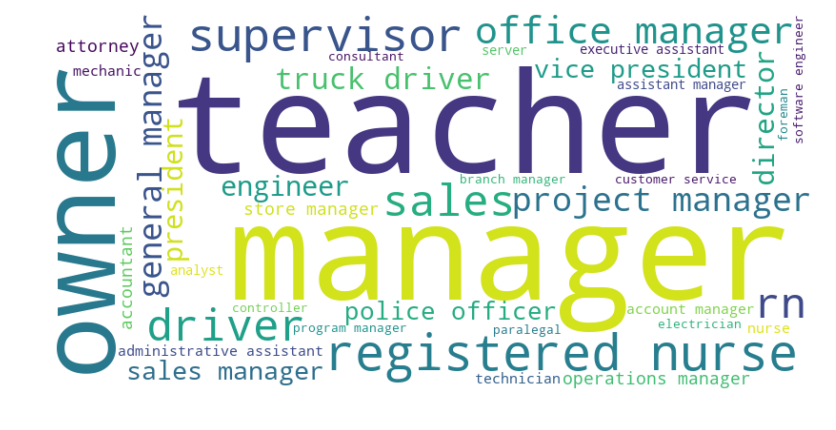 attorney
mechanic
owner
accountant
general manager
president
analyst
supervisor
consultant
truck driver
office manager
server
executive assistant
vice president
assistant manager
director
foreman
software engineer
teacher
engineer
branch manager
customer service
store manager
sales
project manager
manager
controller
police officer
account manager
rn
driver
program manager
paralegal
electrician
nurse
administrative assistant
registered nurse
sales manager
technician
operations manager